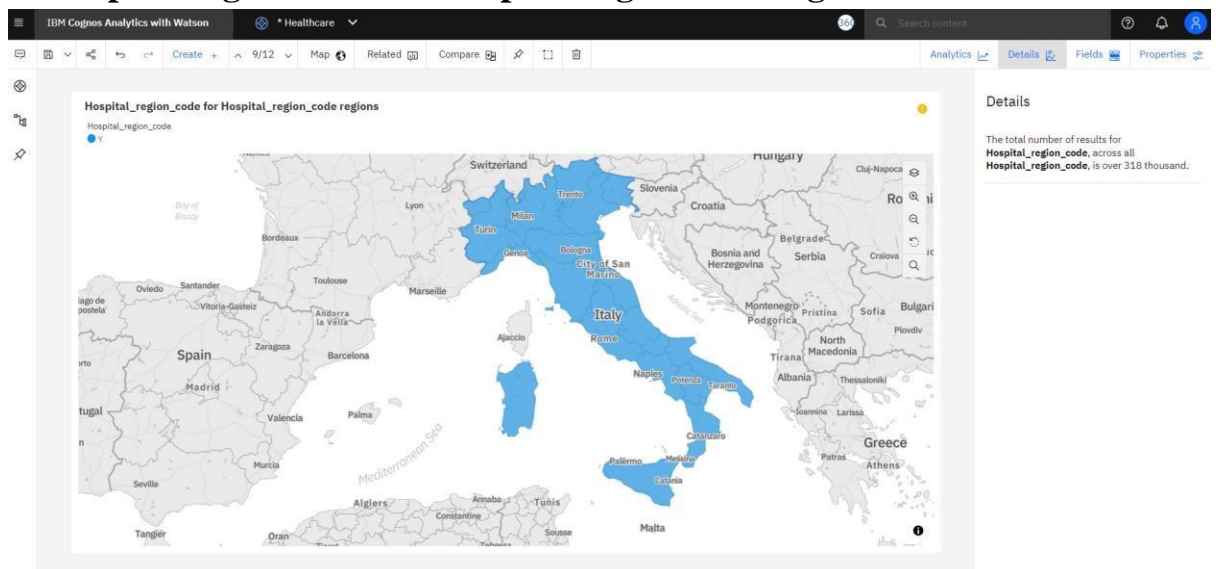 IBM Cognos Analytics with Watson
* Healthcare
360
Search content
Create +
9/12
Map
Related
Compare
Analytics
Details
Fields
Properties
Hospital_region_code for Hospital_region_code regions
Hospital_region_code
Y
Details
The total number of results for
Hospital_region_code, across all
Hospital_region_code, is over 318 thousand.
Switzerland
Hungary
Cluj-Napoca
Bay of
Biscay
Lyon
Trento
Slovenia
Croatia
Milan
Turin
Bordeaux
Genoa
Bologna
City of San
Marino
Bosnia and
Herzegovina
Belgrade
Serbia
Craiova
Toulouse
Marseille
Oviedo
Santander
Vitoria-Gasteiz
Andorra
la Vella
Italy
Adriatic Sea
Montenegro
Podgorica
Pristina
Sofia
Bulgari
Plovdiv
Ajaccio
Rome
Spain
Zaragoza
Barcelona
North
Macedonia
Tirana
Madrid
Naples
Potenza
Taranto
Albania
Thessaloniki
tugal
Valencia
Palma
Ioannina
Larissa
Catanzaro
Greece
Mediterranean Sea
Murcia
Palermo
Messina
Patras
Athens
Seville
Catania
Algiers
Annaba
Tunis
Constantine
Tangier
Oran
Sousse
Malta